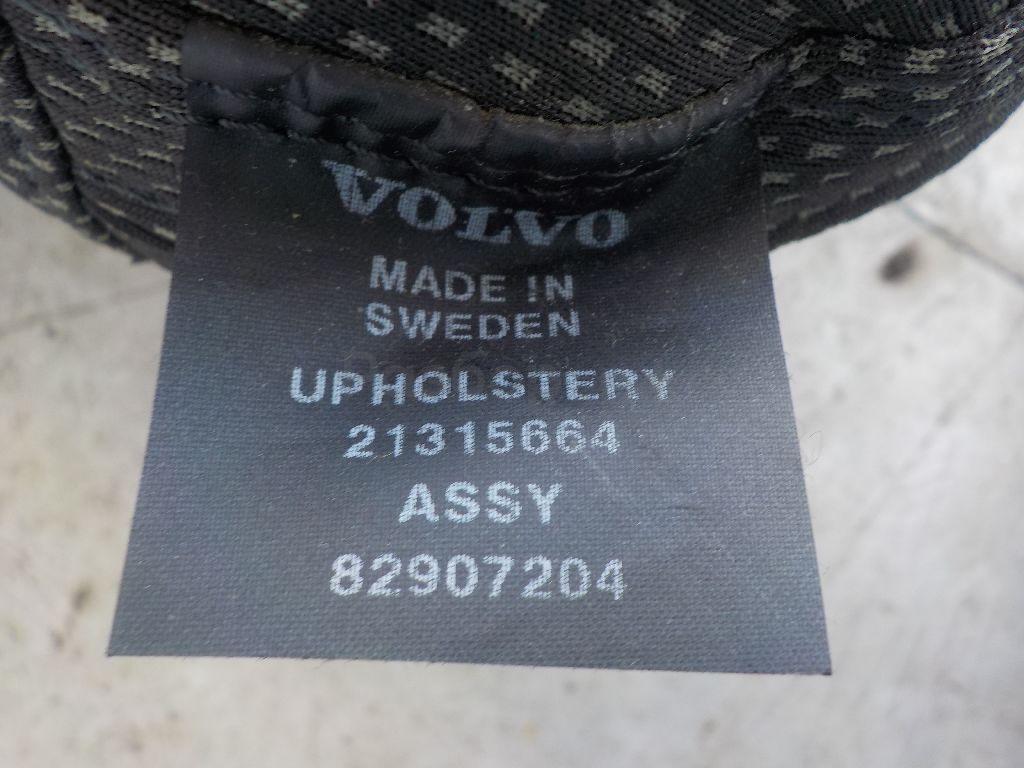 VOLVO
MADE IN
SWEDEN
UPHOLSTERY
21315664
ASSY
82907204